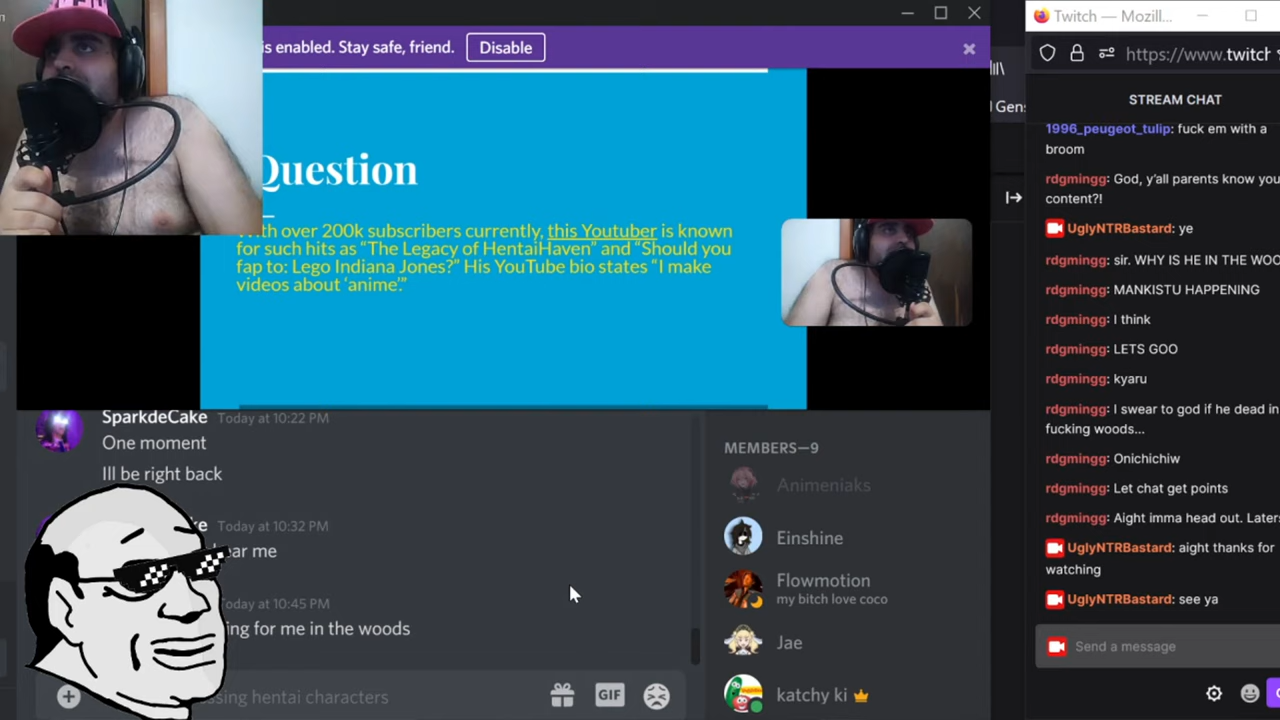 is enabled. Stay safe, friend.
Disable
Question
With over 200k subscribers currently, this Youtuber is known
for such hits as “The Legacy of HentaiHaven” and “Should you
fap to: Lego Indiana Jones?” His YouTube bio states “I make
videos about ‘anime’.”
SparkdeCake Today at 10:22 PM
One moment
Ill be right back
Today at 10:32 PM
ear me
Today at 10:45 PM
ing for me in the woods
ssing hentai characters
GIF
MEMBERS—9
Animeniaks
Einshine
Flowmotion
my bitch love coco
Jae
katchy ki
Gens
Twitch — Mozill...
https://www.twitch
STREAM CHAT
1996_peugeot_tulip: fuck em with a
broom
rdgmingg: God, y'all parents know you
content?!
UglyNTRBastard: ye
rdgmingg: sir. WHY IS HE IN THE WOO
rdgmingg: MANKISTU HAPPENING
rdgmingg: I think
rdgmingg: LETS GOO
rdgmingg: kyaru
rdgmingg: I swear to god if he dead in
fucking woods...
rdgmingg: Onichichiw
rdgmingg: Let chat get points
rdgmingg: Aight imma head out. Later
UglyNTRBastard: aight thanks for
watching
UglyNTRBastard: see ya
Send a message